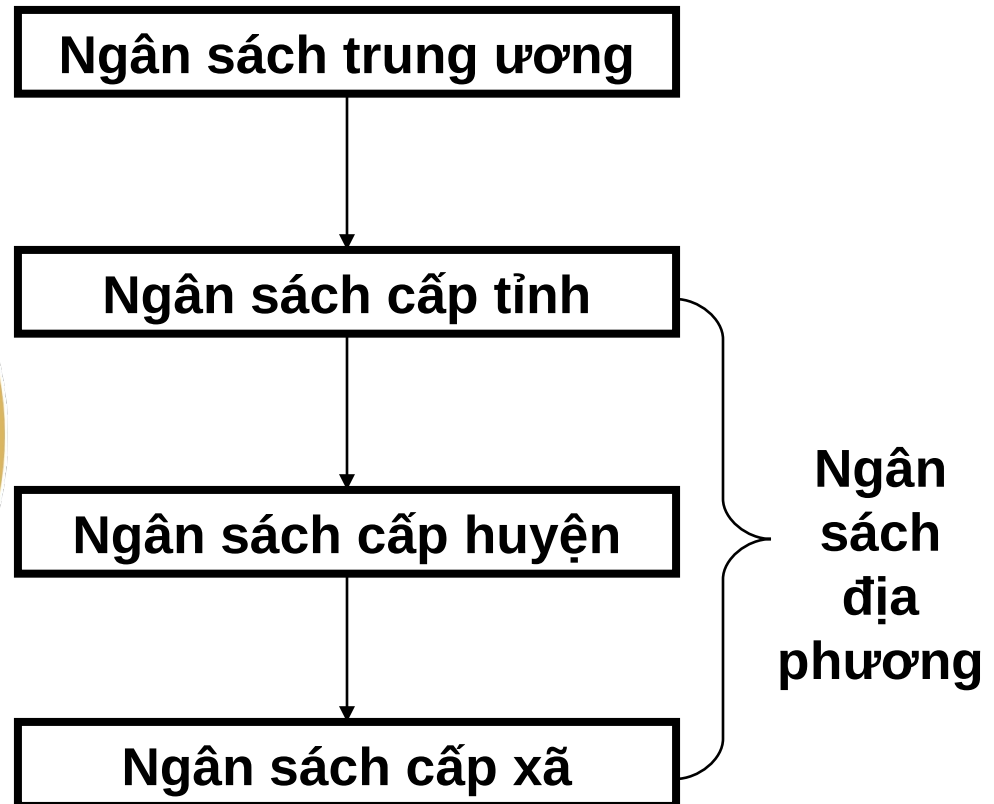 Ngân sách trung ương
Ngân sách cấp tỉnh
Ngân sách cấp huyện
Ngân sách cấp xã
Ngân
sách
địa
phương